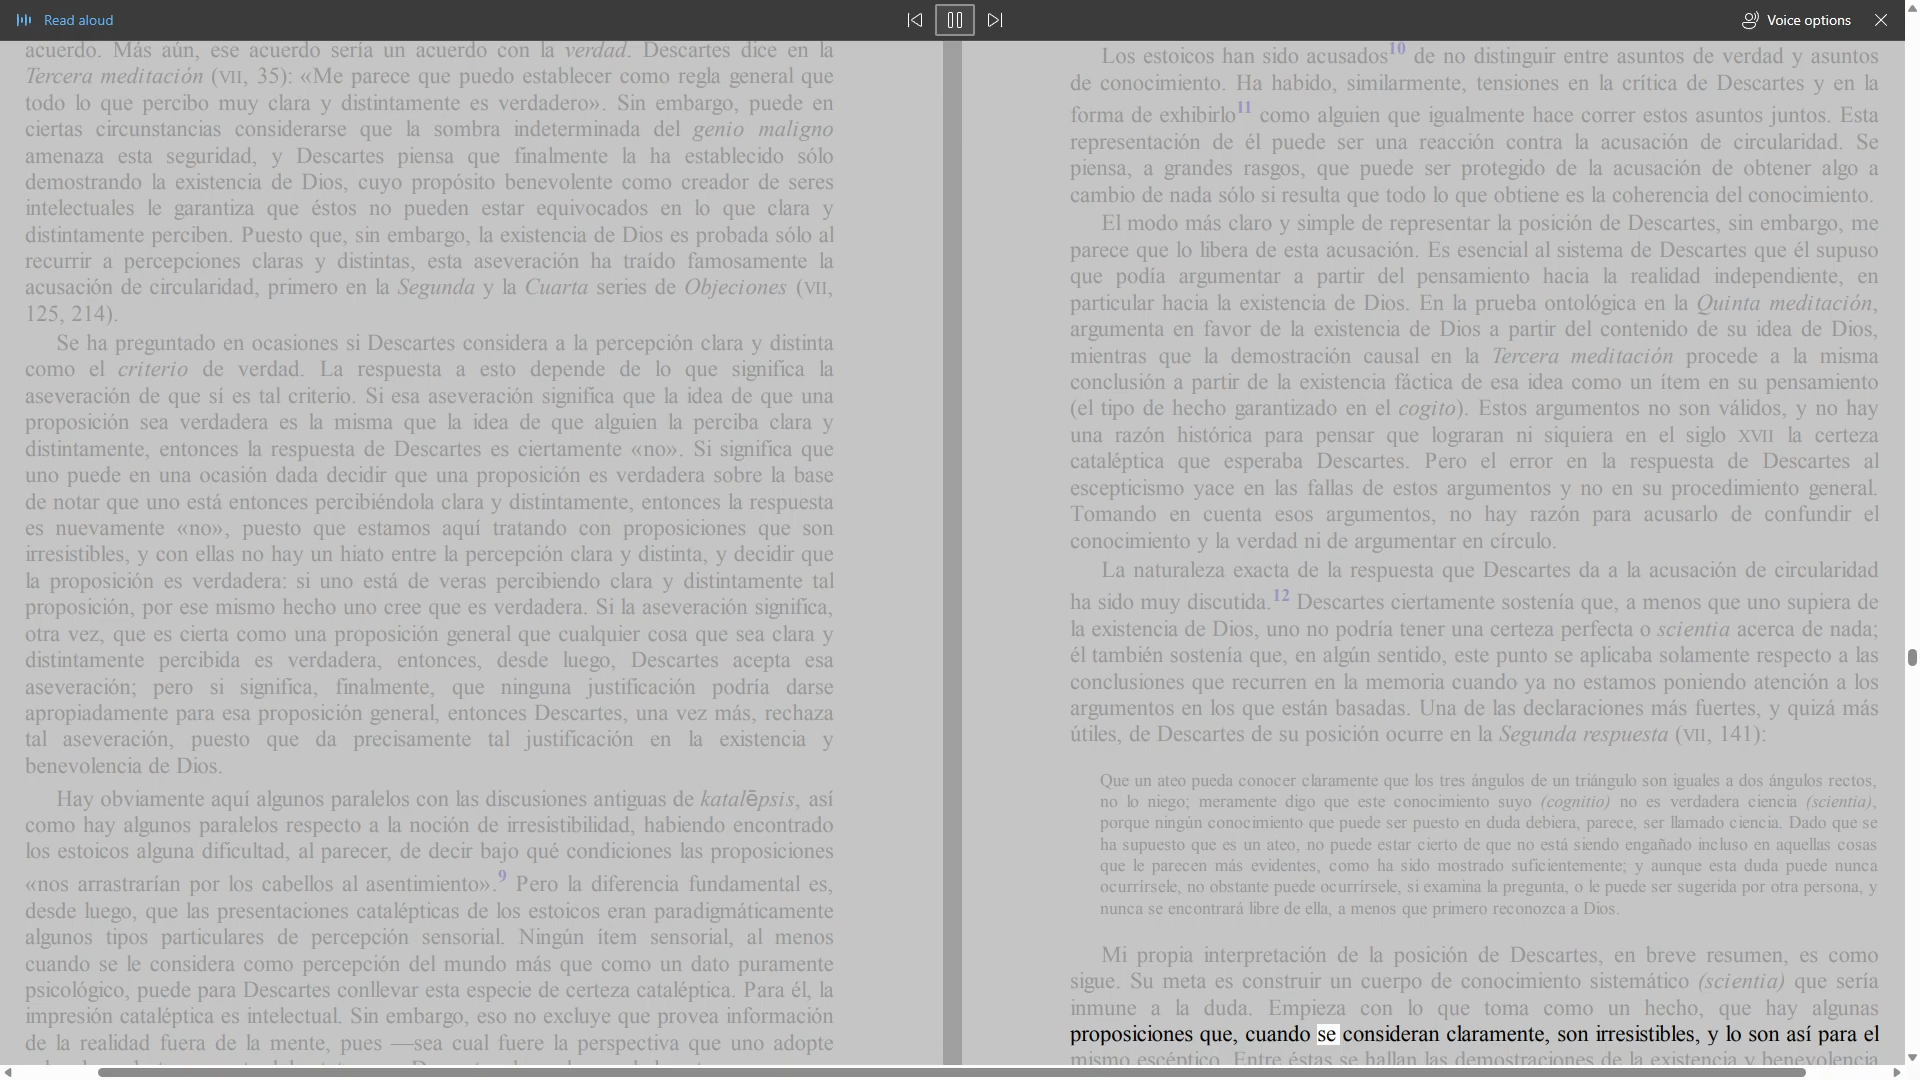 Read aloud
Voice options
acuerdo. Más aún, ese acuerdo sería un acuerdo con la verdad. Descartes dice en la
Tercera meditación (VII, 35): «Me parece que puedo establecer como regla general que
todo lo que percibo muy clara y distintamente es verdadero». Sin embargo, puede en
ciertas circunstancias considerarse que la sombra indeterminada del genio maligno
amenaza esta seguridad, y Descartes piensa que finalmente la ha establecido sólo
demostrando la existencia de Dios, cuyo propósito benevolente como creador de seres
intelectuales le garantiza que éstos no pueden estar equivocados en lo que clara y
distintamente perciben. Puesto que, sin embargo, la existencia de Dios es probada sólo al
recurrir a percepciones claras y distintas, esta aseveración ha traído famosamente la
acusación de circularidad, primero en la Segunda y la Cuarta series de Objeciones (VII,
125, 214).
Se ha preguntado en ocasiones si Descartes considera a la percepción clara y distinta
como el criterio de verdad. La respuesta a esto depende de lo que significa la
aseveración de que sí es tal criterio. Si esa aseveración significa que la idea de que una
proposición sea verdadera es la misma que la idea de que alguien la perciba clara y
distintamente, entonces la respuesta de Descartes es ciertamente «no». Si significa que
uno puede en una ocasión dada decidir que una proposición es verdadera sobre la base
de notar que uno está entonces percibiéndola clara y distintamente, entonces la respuesta
es nuevamente «no», puesto que estamos aquí tratando con proposiciones que son
irresistibles, y con ellas no hay un hiato entre la percepción clara y distinta, y decidir que
la proposición es verdadera: si uno está de veras percibiendo clara y distintamente tal
proposición, por ese mismo hecho uno cree que es verdadera. Si la aseveración significa,
otra vez, que es cierta como una proposición general que cualquier cosa que sea clara y
distintamente percibida es verdadera, entonces, desde luego, Descartes acepta esa
aseveración; pero si significa, finalmente, que ninguna justificación podría darse
apropiadamente para esa proposición general, entonces Descartes, una vez más, rechaza
tal aseveración, puesto que da precisamente tal justificación en la existencia y
benevolencia de Dios.
Hay obviamente aquí algunos paralelos con las discusiones antiguas de katalēpsis, así
como hay algunos paralelos respecto a la noción de irresistibilidad, habiendo encontrado
los estoicos alguna dificultad, al parecer, de decir bajo qué condiciones las proposiciones
«nos arrastrarían por los cabellos al asentimiento».9 Pero la diferencia fundamental es,
desde luego, que las presentaciones catalépticas de los estoicos eran paradigmáticamente
algunos tipos particulares de percepción sensorial. Ningún ítem sensorial, al menos
cuando se le considera como percepción del mundo más que como un dato puramente
psicológico, puede para Descartes conllevar esta especie de certeza cataléptica. Para él, la
impresión cataléptica es intelectual. Sin embargo, eso no excluye que provea información
de la realidad fuera de la mente, pues —sea cual fuere la perspectiva que uno adopte
Los estoicos han sido acusados10 de no distinguir entre asuntos de verdad y asuntos
de conocimiento. Ha habido, similarmente, tensiones en la crítica de Descartes y en la
forma de exhibirlo11 como alguien que igualmente hace correr estos asuntos juntos. Esta
representación de él puede ser una reacción contra la acusación de circularidad. Se
piensa, a grandes rasgos, que puede ser protegido de la acusación de obtener algo a
cambio de nada sólo si resulta que todo lo que obtiene es la coherencia del conocimiento.
El modo más claro y simple de representar la posición de Descartes, sin embargo, me
parece que lo libera de esta acusación. Es esencial al sistema de Descartes que él supuso
que podía argumentar a partir del pensamiento hacia la realidad independiente, en
particular hacia la existencia de Dios. En la prueba ontológica en la Quinta meditación,
argumenta en favor de la existencia de Dios a partir del contenido de su idea de Dios,
mientras que la demostración causal en la Tercera meditación procede a la misma
conclusión a partir de la existencia fáctica de esa idea como un ítem en su pensamiento
(el tipo de hecho garantizado en el cogito). Estos argumentos no son válidos, y no hay
una razón histórica para pensar que lograran ni siquiera en el siglo XVII la certeza
cataléptica que esperaba Descartes. Pero el error en la respuesta de Descartes al
escepticismo yace en las fallas de estos argumentos y no en su procedimiento general.
Tomando en cuenta esos argumentos, no hay razón para acusarlo de confundir el
conocimiento y la verdad ni de argumentar en círculo.
La naturaleza exacta de la respuesta que Descartes da a la acusación de circularidad
ha sido muy discutida.12 Descartes ciertamente sostenía que, a menos que uno supiera de
la existencia de Dios, uno no podría tener una certeza perfecta o scientia acerca de nada;
él también sostenía que, en algún sentido, este punto se aplicaba solamente respecto a las
conclusiones que recurren en la memoria cuando ya no estamos poniendo atención a los
argumentos en los que están basadas. Una de las declaraciones más fuertes, y quizá más
útiles, de Descartes de su posición ocurre en la Segunda respuesta (VII, 141):
Que un ateo pueda conocer claramente que los tres ángulos de un triángulo son iguales a dos ángulos rectos,
no lo niego; meramente digo que este conocimiento suyo (cognitio) no es verdadera ciencia (scientia),
porque ningún conocimiento que puede ser puesto en duda debiera, parece, ser llamado ciencia. Dado que se
ha supuesto que es un ateo, no puede estar cierto de que no está siendo engañado incluso en aquellas cosas
que le parecen más evidentes, como ha sido mostrado suficientemente; y aunque esta duda puede nunca
ocurrírsele, no obstante puede ocurrírsele, si examina la pregunta, o le puede ser sugerida por otra persona, y
nunca se encontrará libre de ella, a menos que primero reconozca a Dios.
Mi propia interpretación de la posición de Descartes, en breve resumen, es como
sigue. Su meta es construir un cuerpo de conocimiento sistemático (scientia) que sería
inmune a la duda. Empieza con lo que toma como un hecho, que hay algunas
proposiciones que, cuando se consideran claramente, son irresistibles, y lo son así para el
mismo escéptico. Entre éstas se hallan las demostraciones de la existencia y benevolencia